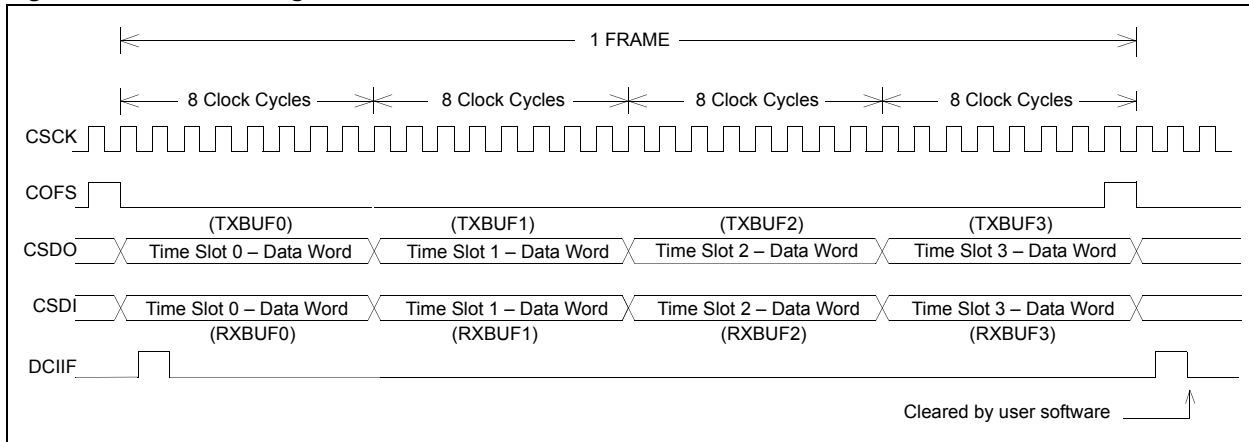 1 FRAME
8 Clock Cycles 8 Clock Cycles 8 Clock Cycles 8 Clock Cycles
CSCK
COFS
(TXBUF0) (TXBUF1) (TXBUF2) (TXBUF3)
CSDO Time Slot 0 – Data Word Time Slot 1 – Data Word Time Slot 2 – Data Word Time Slot 3 – Data Word
CSDI Time Slot 0 – Data Word Time Slot 1 – Data Word Time Slot 2 – Data Word Time Slot 3 – Data Word
(RXBUF0) (RXBUF1) (RXBUF2) (RXBUF3)
DCIIF
Cleared by user software